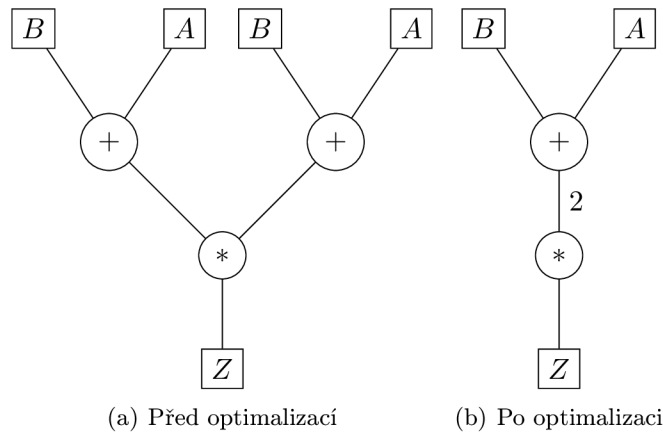 B A B A B A
+ + +
2
* *
Z Z
(a) Před optimalizací (b) Po optimalizaci